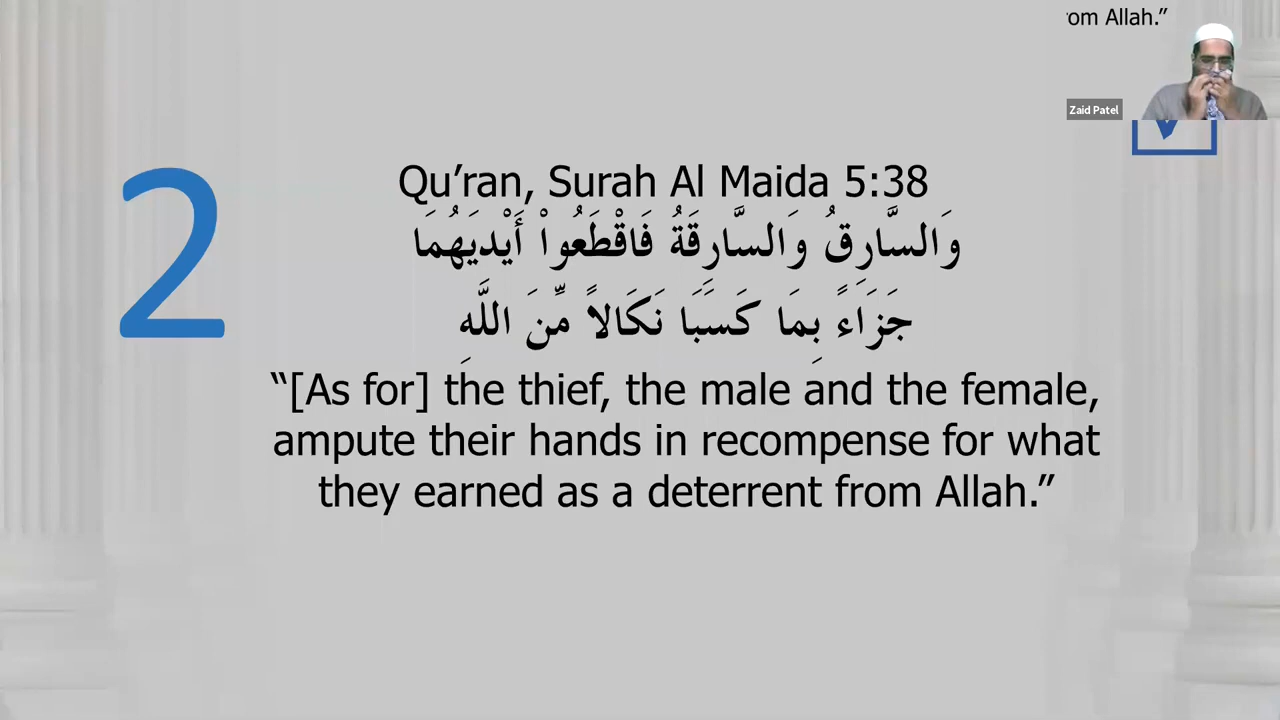 rom Allah.”
Zaid Patel
2
Qu’ran, Surah Al Maida 5:38
وَالسَّارِقُ وَالسَّارِقَةُ فَاقْطَعُواْ أَيْدِيَهُمَا
جَزَاءً بِمَا كَسَبَا نَكَالاً مِّنَ اللَّهِ
“[As for] the thief, the male and the female,
ampute their hands in recompense for what
they earned as a deterrent from Allah.”